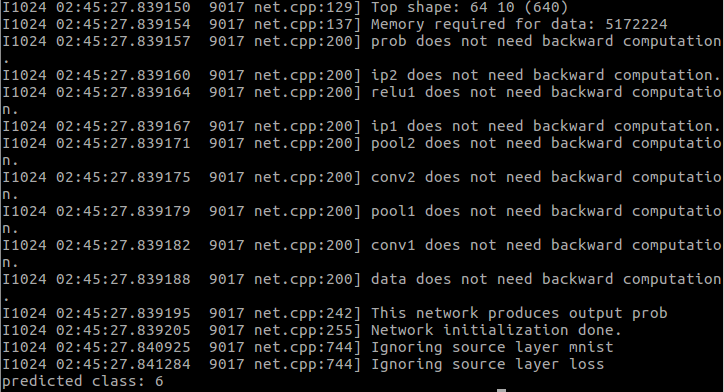 I1024 02:45:27.839150  9017 net.cpp:129] Top shape: 64 10 (640)
I1024 02:45:27.839154  9017 net.cpp:137] Memory required for data: 5172224
I1024 02:45:27.839157  9017 net.cpp:200] prob does not need backward computation
.
I1024 02:45:27.839160  9017 net.cpp:200] ip2 does not need backward computation.
I1024 02:45:27.839164  9017 net.cpp:200] relu1 does not need backward computatio
n.
I1024 02:45:27.839167  9017 net.cpp:200] ip1 does not need backward computation.
I1024 02:45:27.839171  9017 net.cpp:200] pool2 does not need backward computatio
n.
I1024 02:45:27.839175  9017 net.cpp:200] conv2 does not need backward computatio
n.
I1024 02:45:27.839179  9017 net.cpp:200] pool1 does not need backward computatio
n.
I1024 02:45:27.839182  9017 net.cpp:200] conv1 does not need backward computatio
n.
I1024 02:45:27.839188  9017 net.cpp:200] data does not need backward computation
.
I1024 02:45:27.839195  9017 net.cpp:242] This network produces output prob
I1024 02:45:27.839205  9017 net.cpp:255] Network initialization done.
I1024 02:45:27.840925  9017 net.cpp:744] Ignoring source layer mnist
I1024 02:45:27.841284  9017 net.cpp:744] Ignoring source layer loss
predicted class: 6